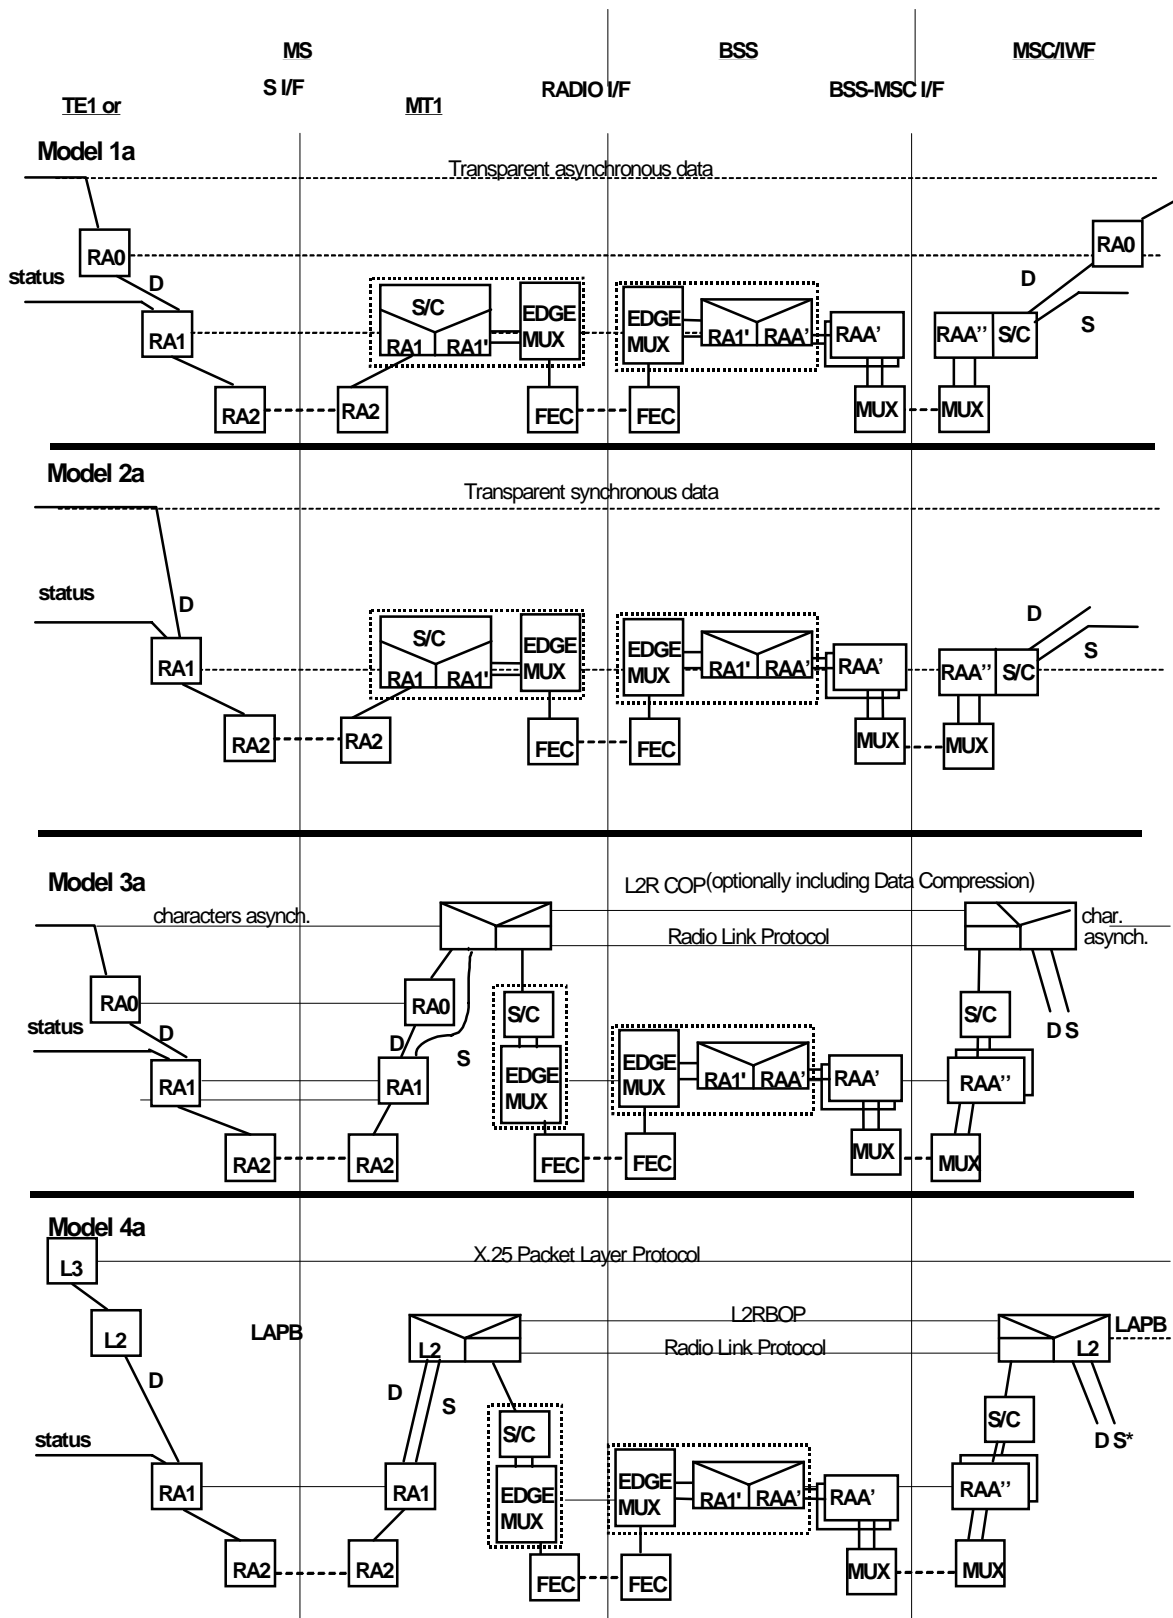 MS BSS MSC/IWF
S I/F RADIO I/F BSS-MSC I/F
TE1 or MT1
Model 1a
Transparent asynchronous data
RA0 RA0
status D D
S/C EDGE MUX EDGE MUX S
RA1 RA1 RA1' RA1' RAA' RAA' RAA'' S/C
RA2 RA2 FEC FEC MUX MUX
Model 2a
Transparent synchronous data
status D D
S/C EDGE MUX EDGE MUX S
RA1 RA1 RA1' RA1' RAA' RAA' RAA'' S/C
RA2 RA2 FEC FEC MUX MUX
Model 3a
L2R COP(optionally including Data Compression)
characters asynch. char. asynch.
Radio Link Protocol
RA0 RA0 S/C S/C
status D D S D S
RA1 RA1 EDGE MUX EDGE MUX RA1' RAA' RAA' RAA''
RA2 RA2 FEC FEC MUX MUX
Model 4a
X.25 Packet Layer Protocol
L3
L2RBOP
L2 LAPB LAPB
L2 Radio Link Protocol L2
D D S
S/C S/C
status D S*
RA1 RA1 EDGE MUX EDGE MUX RA1' RAA' RAA' RAA''
RA2 RA2 FEC FEC MUX MUX